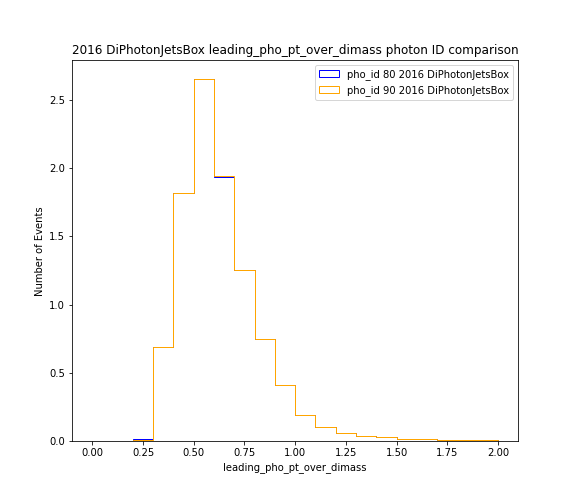 2016 DiPhotonJetsBox leading_pho_pt_over_dimass photon ID comparison
pho_id 80 2016 DiPhotonJetsBox
pho_id 90 2016 DiPhotonJetsBox
Number of Events
2.5
2.0
1.5
1.0
0.5
0.0
0.00 0.25 0.50 0.75 1.00 1.25 1.50 1.75 2.00
leading_pho_pt_over_dimass